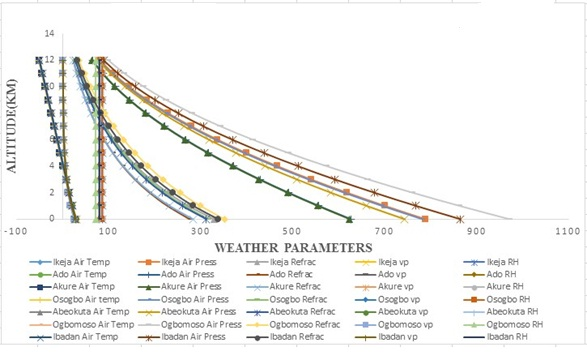 14
12
10
8
6
4
2
0
ALTITUDE(KM)
-100 100 300 500 700 900
WEATHER PARAMETERS
Ikeja Air Temp Ikeja Air Press Ikeja Refrac Ikeja vp Ikeja RH
Ado Air Temp Ado Air Press Ado Refrac Ado vp Ado RH
Akure Air Temp Akure Air Press Akure Refrac Akure vp Akure RH
Osogbo Air temp Osogbo Air Press Osogbo Refrac Osogbo vp Osogbo RH
Abeokuta Air Temp Abeokuta Air Press Abeokuta Refrac Abeokuta vp Abeokuta RH
Ogbomoso Air Temp Ogbomoso Air Press Ogbomoso Refrac Ogbomoso vp Ogbomoso RH
Ibadan Air Temp Ibadan Air Press Ibadan Refrac Ibadan vp Ibadan RH